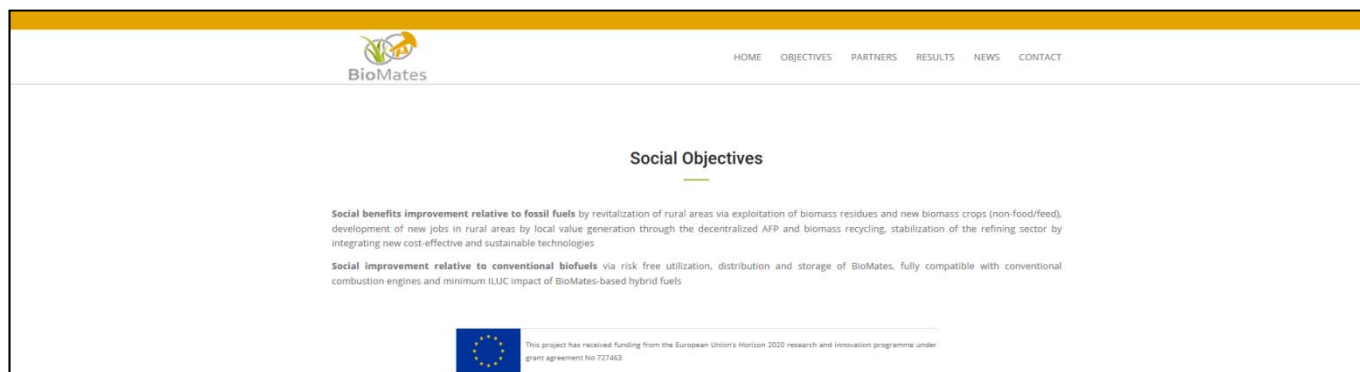 BioMates
HOME OBJECTIVES PARTNERS RESULTS NEWS CONTACT
Social Objectives
Social benefits improvement relative to fossil fuels by revitalization of rural areas via exploitation of biomass residues and new biomass crops (non-food/feed),
development of new jobs in rural areas by local value generation through the decentralized AFP and biomass recycling, stabilization of the refining sector by
integrating new cost-effective and sustainable technologies
Social improvement relative to conventional biofuels via risk free utilization, distribution and storage of BioMates, fully compatible with conventional
combustion engines and minimum ILUC impact of BioMates-based hybrid fuels
This project has received funding from the European Union's Horizon 2020 research and innovation programme under
grant agreement No 727463